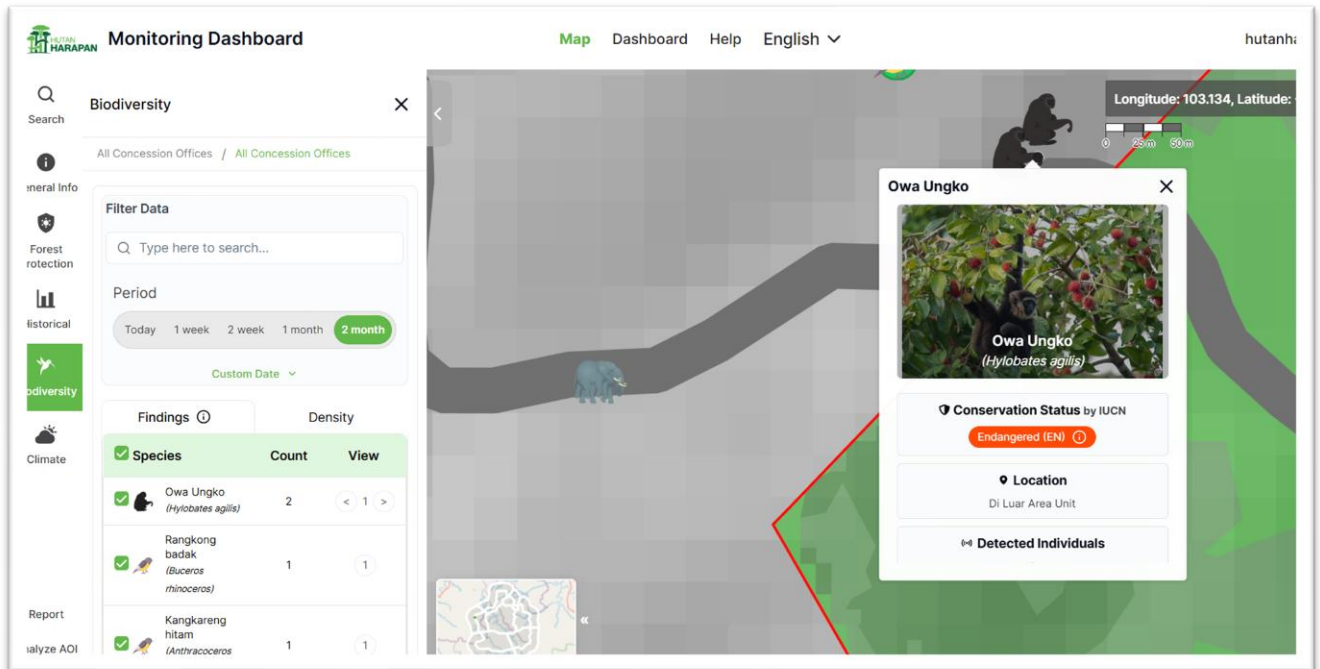 HUTAN
HARAPAN
Monitoring Dashboard
Map
Dashboard
Help
English
hutanha
Search
eneral Info
Forest
rotection
Historical
odiversity
Climate
Report
nalyze AOI
Biodiversity
All Concession Offices / All Concession Offices
Filter Data
Type here to search...
Period
Today
1 week
2 week
1 month
2 month
Custom Date
Findings
Density
Species
Count
View
Owa Ungko
(Hylobates agilis)
2
< 1 >
Rangkong
badak
(Buceros
rhinoceros)
1
1
Kangkareng
hitam
(Anthracoceros
1
1
Longitude: 103.134, Latitude: -
0 25 m 50 m
Owa Ungko
Owa Ungko
(Hylobates agilis)
Conservation Status by IUCN
Endangered (EN)
Location
Di Luar Area Unit
Detected Individuals